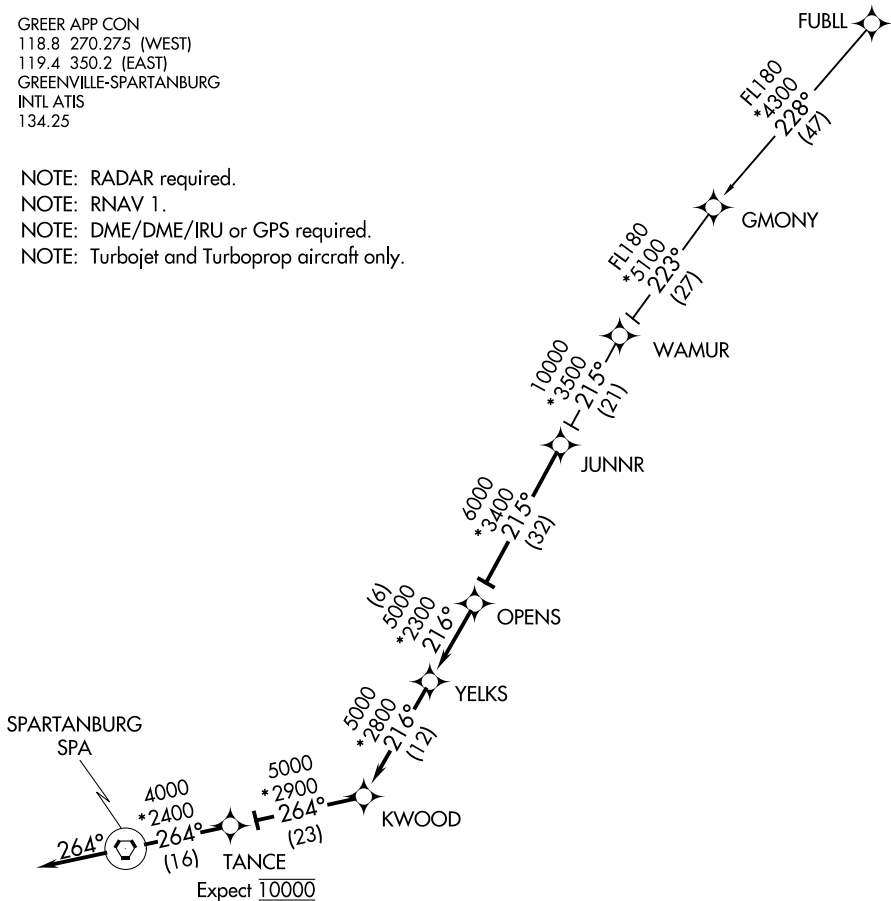 GREER APP CON
118.8 270.275 (WEST)
119.4 350.2 (EAST)
GREENVILLE-SPARTANBURG
INTL ATIS
134.25
NOTE: RADAR required.
NOTE: RNAV 1.
NOTE: DME/DME/IRU or GPS required.
NOTE: Turbojet and Turboprop aircraft only.
FUBLL
FL180
*4300
228°
(47)
GMONY
FL180
*5100
223°
(27)
WAMUR
10000
*3500
215°
(21)
JUNNR
6000
*3400
215°
(32)
OPENS
(6)
5000
*2300
216°
YELKS
5000
*2800
216°
(12)
KWOOD
5000
*2900
264°
(23)
TANCE
Expect 10000
4000
*2400
264°
(16)
SPARTANBURG
SPA
264°